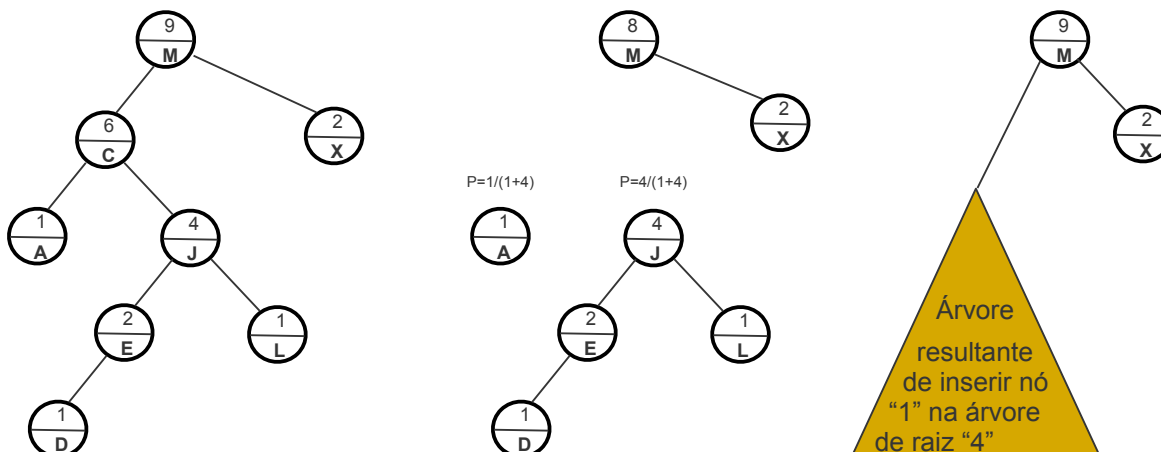 9
M
6
C
2
X
1
A
4
J
2
E
1
L
1
D
8
M
2
X
P=1/(1+4)
P=4/(1+4)
1
A
4
J
2
E
1
L
1
D
9
M
2
X
Árvore
resultante
de inserir nó
“1” na árvore
de raiz “4”